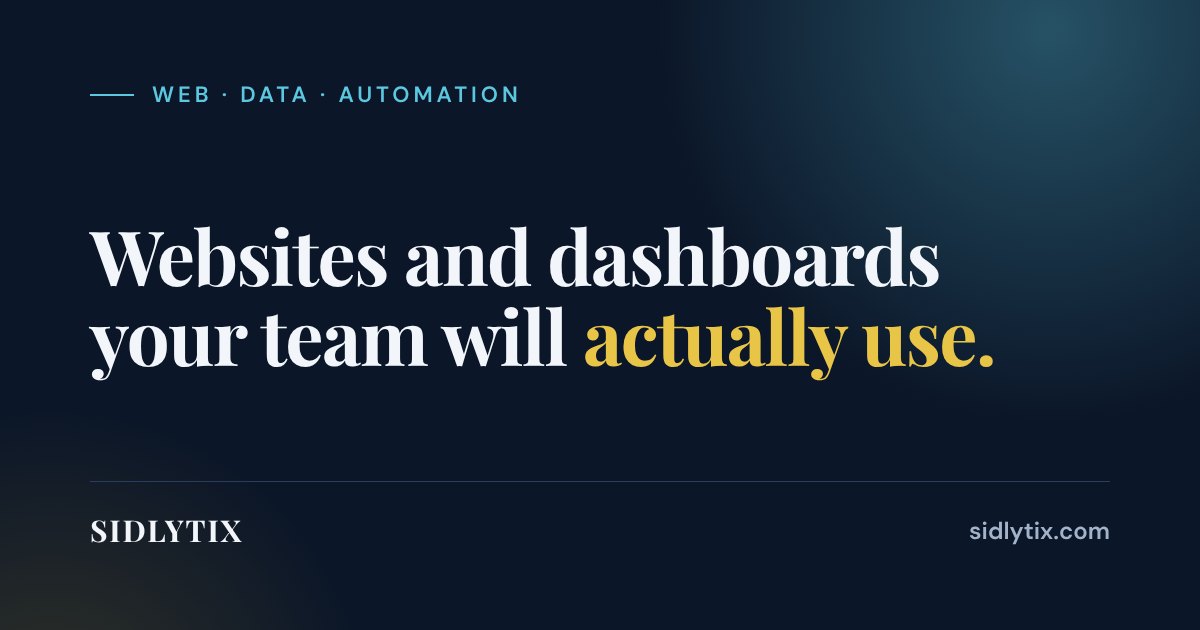 WEB · DATA · AUTOMATION
Websites and dashboards
your team will actually use.
SIDLYTIX
sidlytix.com